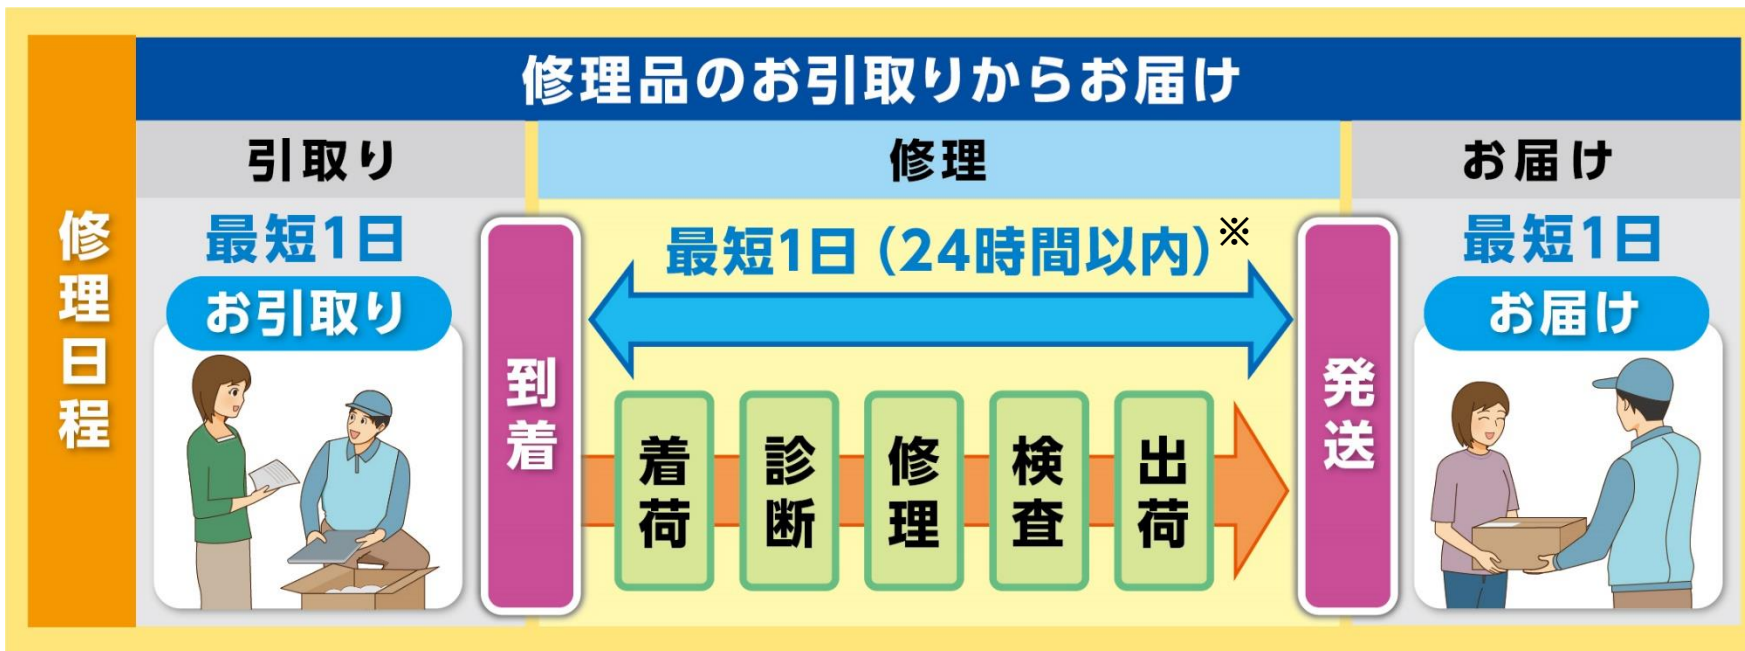 修理品のお引取りからお届け
修理日程
引取り
修理
お届け
最短1日
お引取り
到着
最短1日(24時間以内)※
着荷
診断
修理
検査
出荷
発送
最短1日
お届け